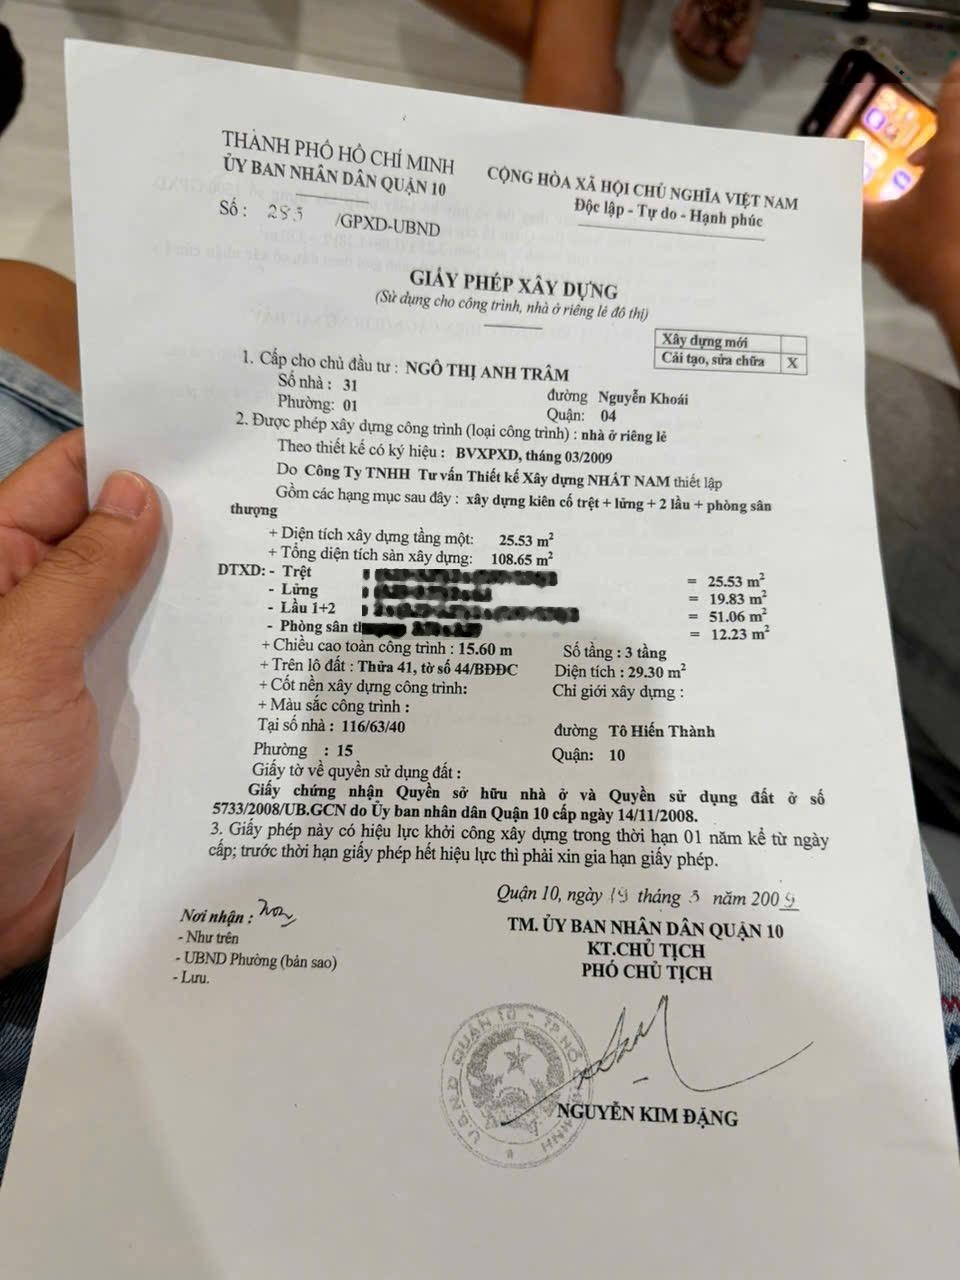 THÀNH PHỐ HỒ CHÍ MINH
ỦY BAN NHÂN DÂN QUẬN 10
CỘNG HÒA XÃ HỘI CHỦ NGHĨA VIỆT NAM
Độc lập - Tự do - Hạnh phúc
Số : 285 /GPXD-UBND
GIẤY PHÉP XÂY DỰNG
(Sử dụng cho công trình, nhà ở riêng lẻ đô thị)
Xây dựng mới
Cải tạo, sửa chữa X
1. Cấp cho chủ đầu tư : NGÔ THỊ ANH TRÂM
Số nhà : 31 đường Nguyễn Khoái
Phường: 01 Quận: 04
2. Được phép xây dựng công trình (loại công trình) : nhà ở riêng lẻ
Theo thiết kế có ký hiệu : BVXPXD, tháng 03/2009
Do Công Ty TNHH Tư vấn Thiết kế Xây dựng NHẤT NAM thiết lập
Gồm các hạng mục sau đây : xây dựng kiên cố trệt + lửng + 2 lầu + phòng sân
thượng
+ Diện tích xây dựng tầng một: 25.53 m²
+ Tổng diện tích sàn xây dựng: 108.65 m²
DTXD: - Trệt = 25.53 m²
- Lửng = 19.83 m²
- Lầu 1+2 = 51.06 m²
- Phòng sân = 12.23 m²
+ Chiều cao toàn công trình : 15.60 m Số tầng : 3 tầng
+ Trên lô đất : Thửa 41, tờ số 44/BĐĐC Diện tích : 29.30 m²
+ Cốt nền xây dựng công trình: Chỉ giới xây dựng :
+ Màu sắc công trình :
Tại số nhà : 116/63/40 đường Tô Hiến Thành
Phường : 15 Quận: 10
Giấy tờ về quyền sử dụng đất :
Giấy chứng nhận Quyền sở hữu nhà ở và Quyền sử dụng đất ở số
5733/2008/UB.GCN do Ủy ban nhân dân Quận 10 cấp ngày 14/11/2008.
3. Giấy phép này có hiệu lực khởi công xây dựng trong thời hạn 01 năm kể từ ngày
cấp; trước thời hạn giấy phép hết hiệu lực thì phải xin gia hạn giấy phép.
Quận 10, ngày 19 tháng 3 năm 2009
Nơi nhận :
- Như trên
- UBND Phường (bản sao)
- Lưu.
TM. ỦY BAN NHÂN DÂN QUẬN 10
KT.CHỦ TỊCH
PHÓ CHỦ TỊCH
U.B.N.D QUẬN 10 - TP HỒ CHÍ MINH
NGUYỄN KIM ĐẶNG